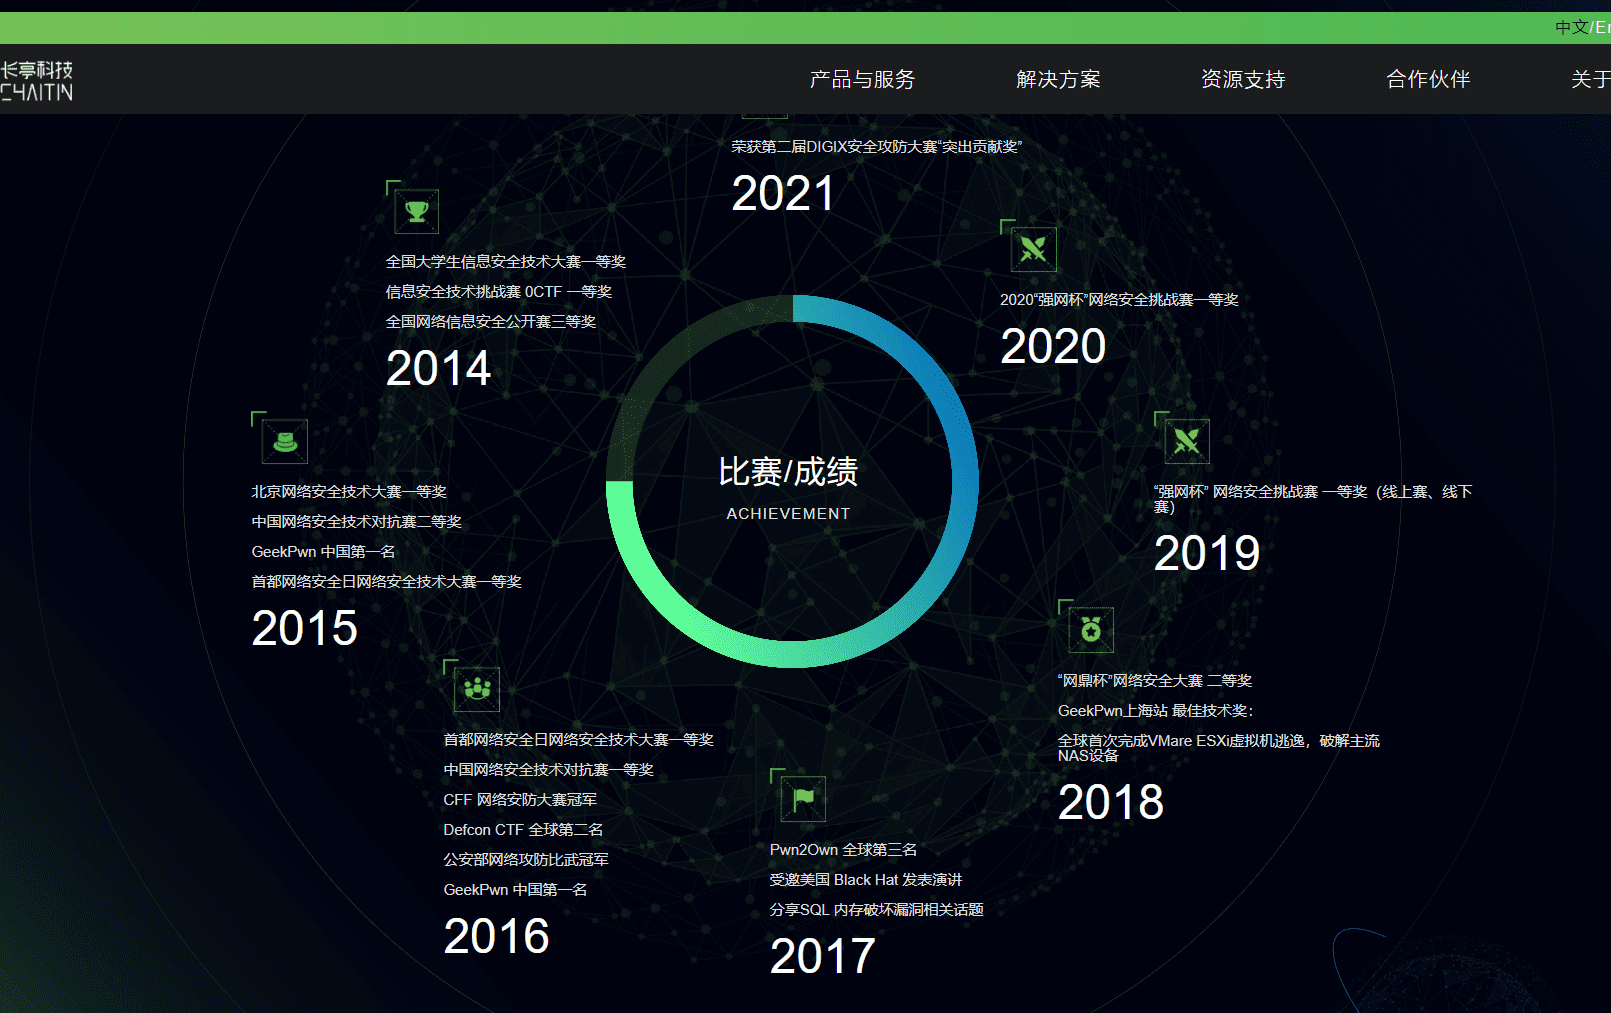 中文/En
长亭科技
CHAITIN
产品与服务
解决方案
资源支持
合作伙伴
关于
荣获第二届DIGIX安全攻防大赛“突出贡献奖”
2021
全国大学生信息安全技术大赛一等奖
信息安全技术挑战赛 0CTF 一等奖
全国网络信息安全公开赛三等奖
2014
2020“强网杯”网络安全挑战赛一等奖
2020
比赛/成绩
ACHIEVEMENT
北京网络安全技术大赛一等奖
中国网络安全技术对抗赛二等奖
GeekPwn 中国第一名
首都网络安全日网络安全技术大赛一等奖
2015
“强网杯” 网络安全挑战赛 一等奖（线上赛、线下
赛）
2019
“网鼎杯”网络安全大赛 二等奖
GeekPwn上海站 最佳技术奖：
全球首次完成VMare ESXi虚拟机逃逸，破解主流
NAS设备
2018
首都网络安全日网络安全技术大赛一等奖
中国网络安全技术对抗赛一等奖
CFF 网络安防大赛冠军
Defcon CTF 全球第二名
公安部网络攻防比武冠军
GeekPwn 中国第一名
2016
Pwn2Own 全球第三名
受邀美国 Black Hat 发表演讲
分享SQL 内存破坏漏洞相关话题
2017